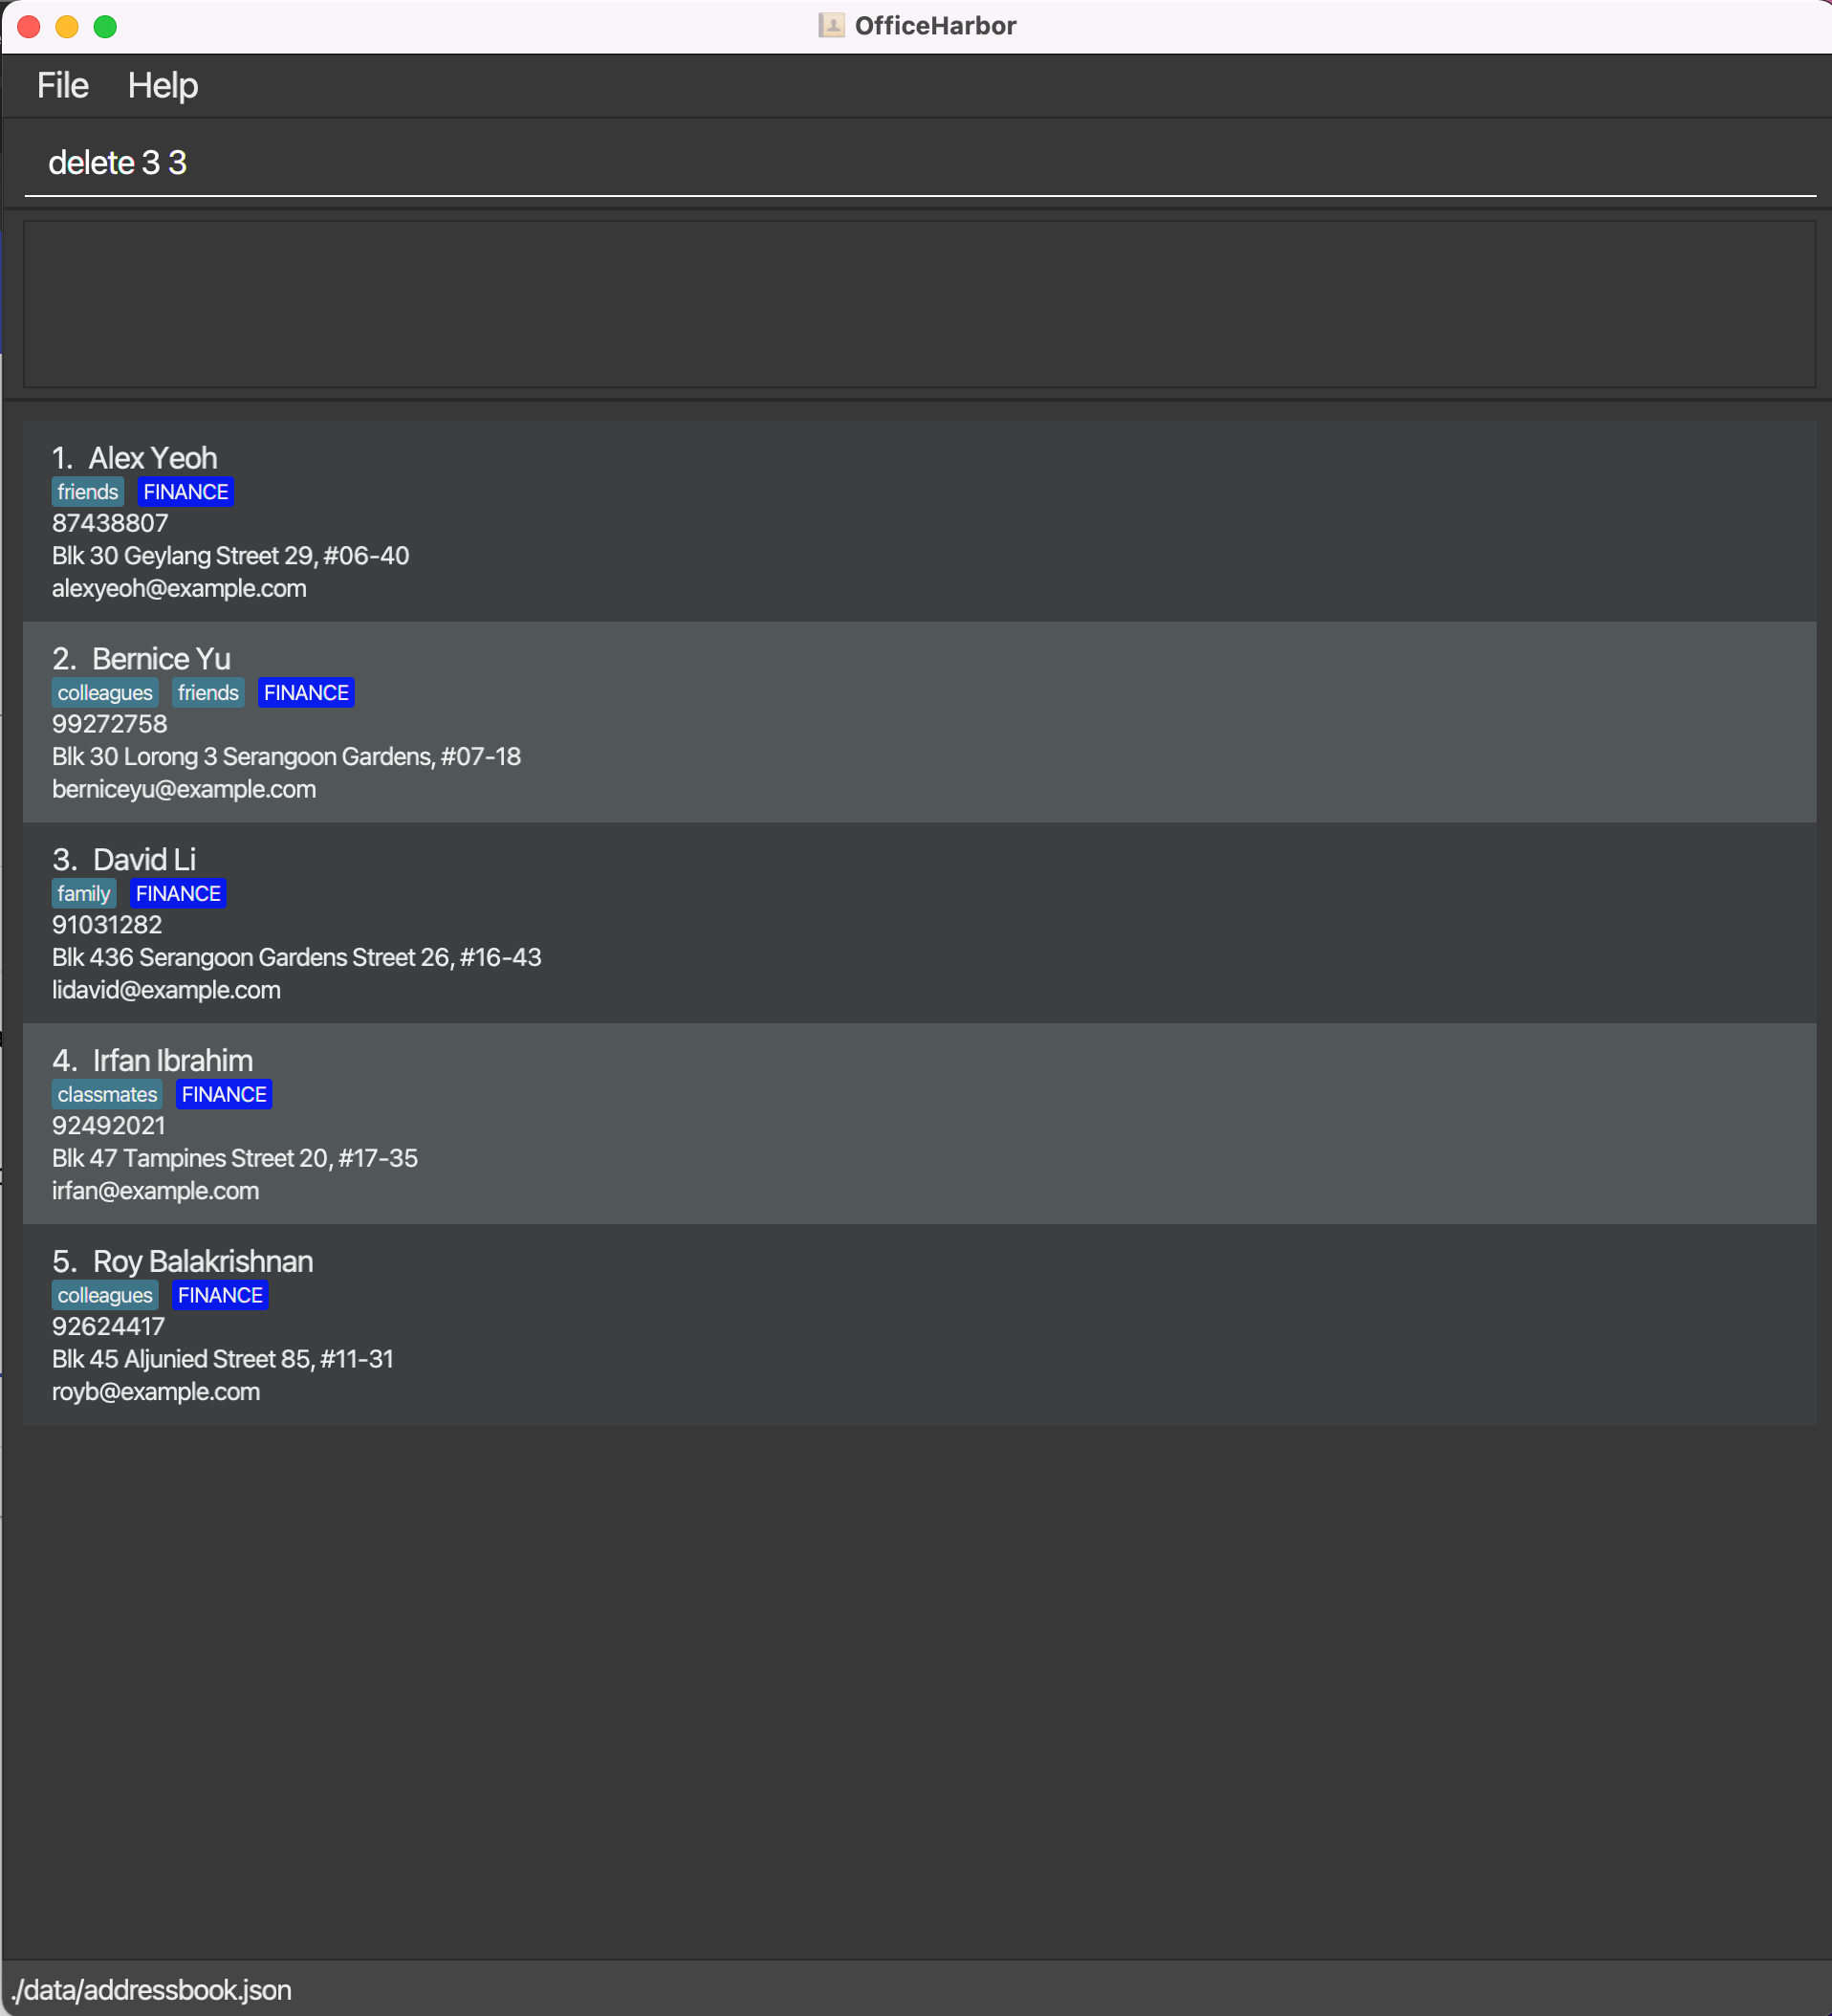 OfficeHarbor
File Help
delete 3 3
1. Alex Yeoh
friends FINANCE
87438807
Blk 30 Geylang Street 29, #06-40
alexyeoh@example.com
2. Bernice Yu
colleagues friends FINANCE
99272758
Blk 30 Lorong 3 Serangoon Gardens, #07-18
berniceyu@example.com
3. David Li
family FINANCE
91031282
Blk 436 Serangoon Gardens Street 26, #16-43
lidavid@example.com
4. Irfan Ibrahim
classmates FINANCE
92492021
Blk 47 Tampines Street 20, #17-35
irfan@example.com
5. Roy Balakrishnan
colleagues FINANCE
92624417
Blk 45 Aljunied Street 85, #11-31
royb@example.com
./data/addressbook.json